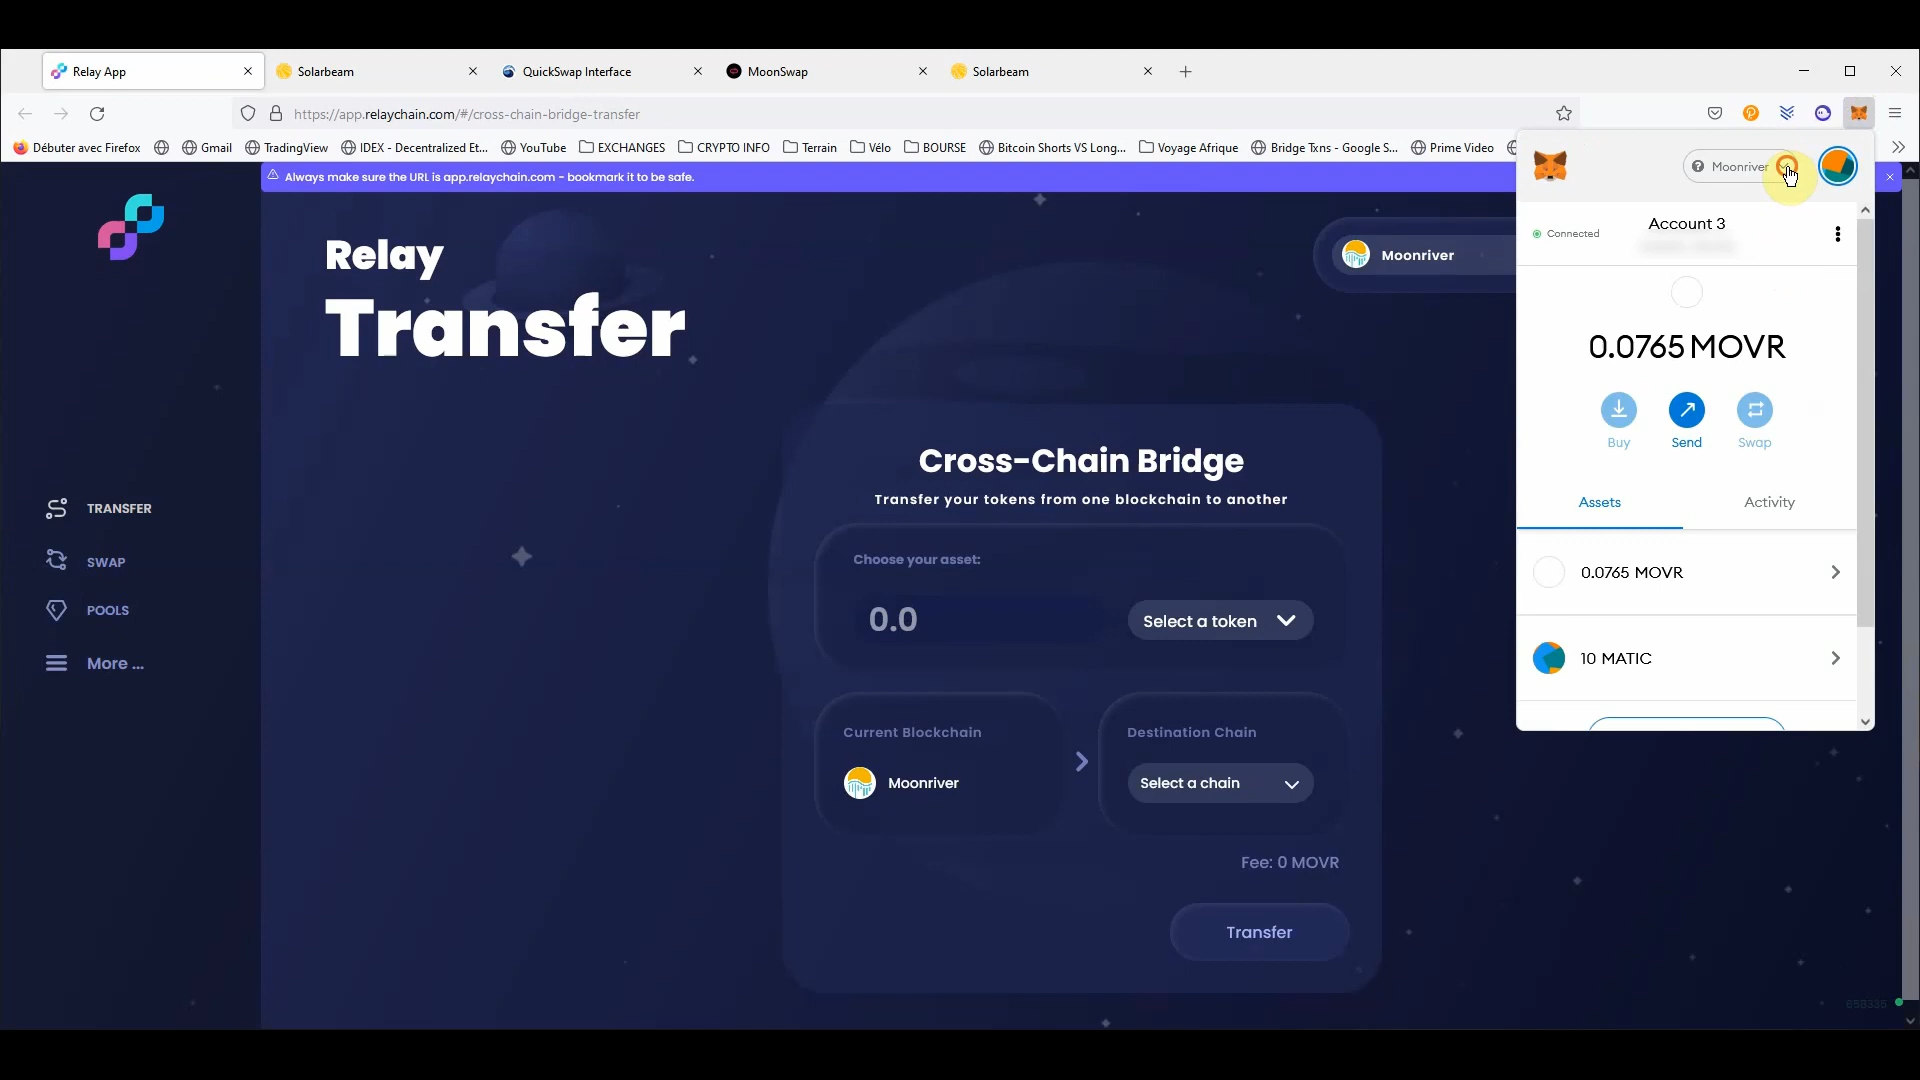 Relay App
Solarbeam
QuickSwap Interface
MoonSwap
Solarbeam
https://app.relaychain.com/#/cross-chain-bridge-transfer
Débuter avec Firefox
Gmail
TradingView
IDEX - Decentralized Et...
YouTube
EXCHANGES
CRYPTO INFO
Terrain
Vélo
BOURSE
Bitcoin Shorts VS Long...
Voyage Afrique
Bridge Txns - Google S...
Prime Video
Always make sure the URL is app.relaychain.com - bookmark it to be safe.
Moonriver
Relay
Transfer
Moonriver
Connected
Account 3
0.0765 MOVR
Buy
Send
Swap
Assets
Activity
0.0765 MOVR
10 MATIC
TRANSFER
SWAP
POOLS
More ...
Cross-Chain Bridge
Transfer your tokens from one blockchain to another
Choose your asset:
0.0
Select a token
Current Blockchain
Moonriver
Destination Chain
Select a chain
Fee: 0 MOVR
Transfer